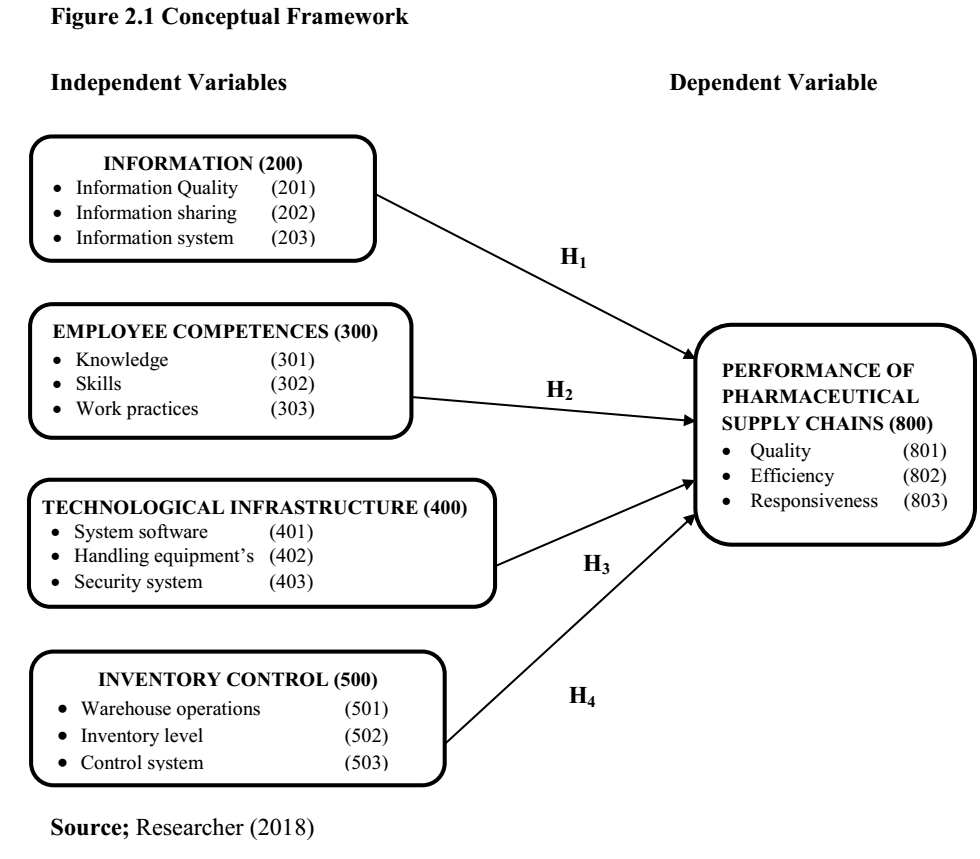 Figure 2.1 Conceptual Framework
Independent Variables
Dependent Variable
INFORMATION (200)
• Information Quality (201)
• Information sharing (202)
• Information system (203)
H1
EMPLOYEE COMPETENCES (300)
• Knowledge (301)
• Skills (302)
• Work practices (303)
H2
PERFORMANCE OF
PHARMACEUTICAL
SUPPLY CHAINS (800)
• Quality (801)
• Efficiency (802)
• Responsiveness (803)
TECHNOLOGICAL INFRASTRUCTURE (400)
• System software (401)
• Handling equipment’s (402)
• Security system (403)
H3
INVENTORY CONTROL (500)
• Warehouse operations (501)
• Inventory level (502)
• Control system (503)
H4
Source; Researcher (2018)